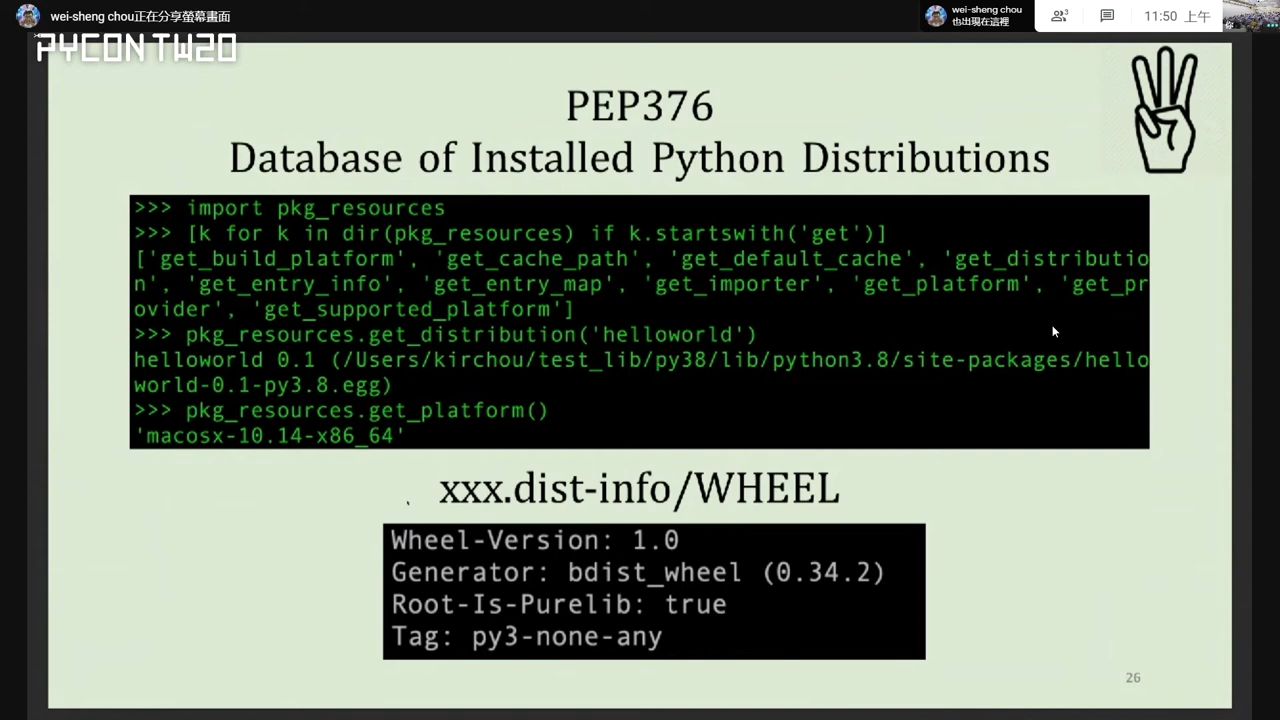 wei-sheng chou正在分享螢幕畫面
wei-sheng chou
也出現在這裡
3
11:50 上午
你
PYCON TW20
PEP376
Database of Installed Python Distributions
>>> import pkg_resources
>>> [k for k in dir(pkg_resources) if k.startswith('get')]
['get_build_platform', 'get_cache_path', 'get_default_cache', 'get_distributio
n', 'get_entry_info', 'get_entry_map', 'get_importer', 'get_platform', 'get_pr
ovider', 'get_supported_platform']
>>> pkg_resources.get_distribution('helloworld')
helloworld 0.1 (/Users/kirchou/test_lib/py38/lib/python3.8/site-packages/hello
world-0.1-py3.8.egg)
>>> pkg_resources.get_platform()
'macosx-10.14-x86_64'
xxx.dist-info/WHEEL
Wheel-Version: 1.0
Generator: bdist_wheel (0.34.2)
Root-Is-Purelib: true
Tag: py3-none-any
26